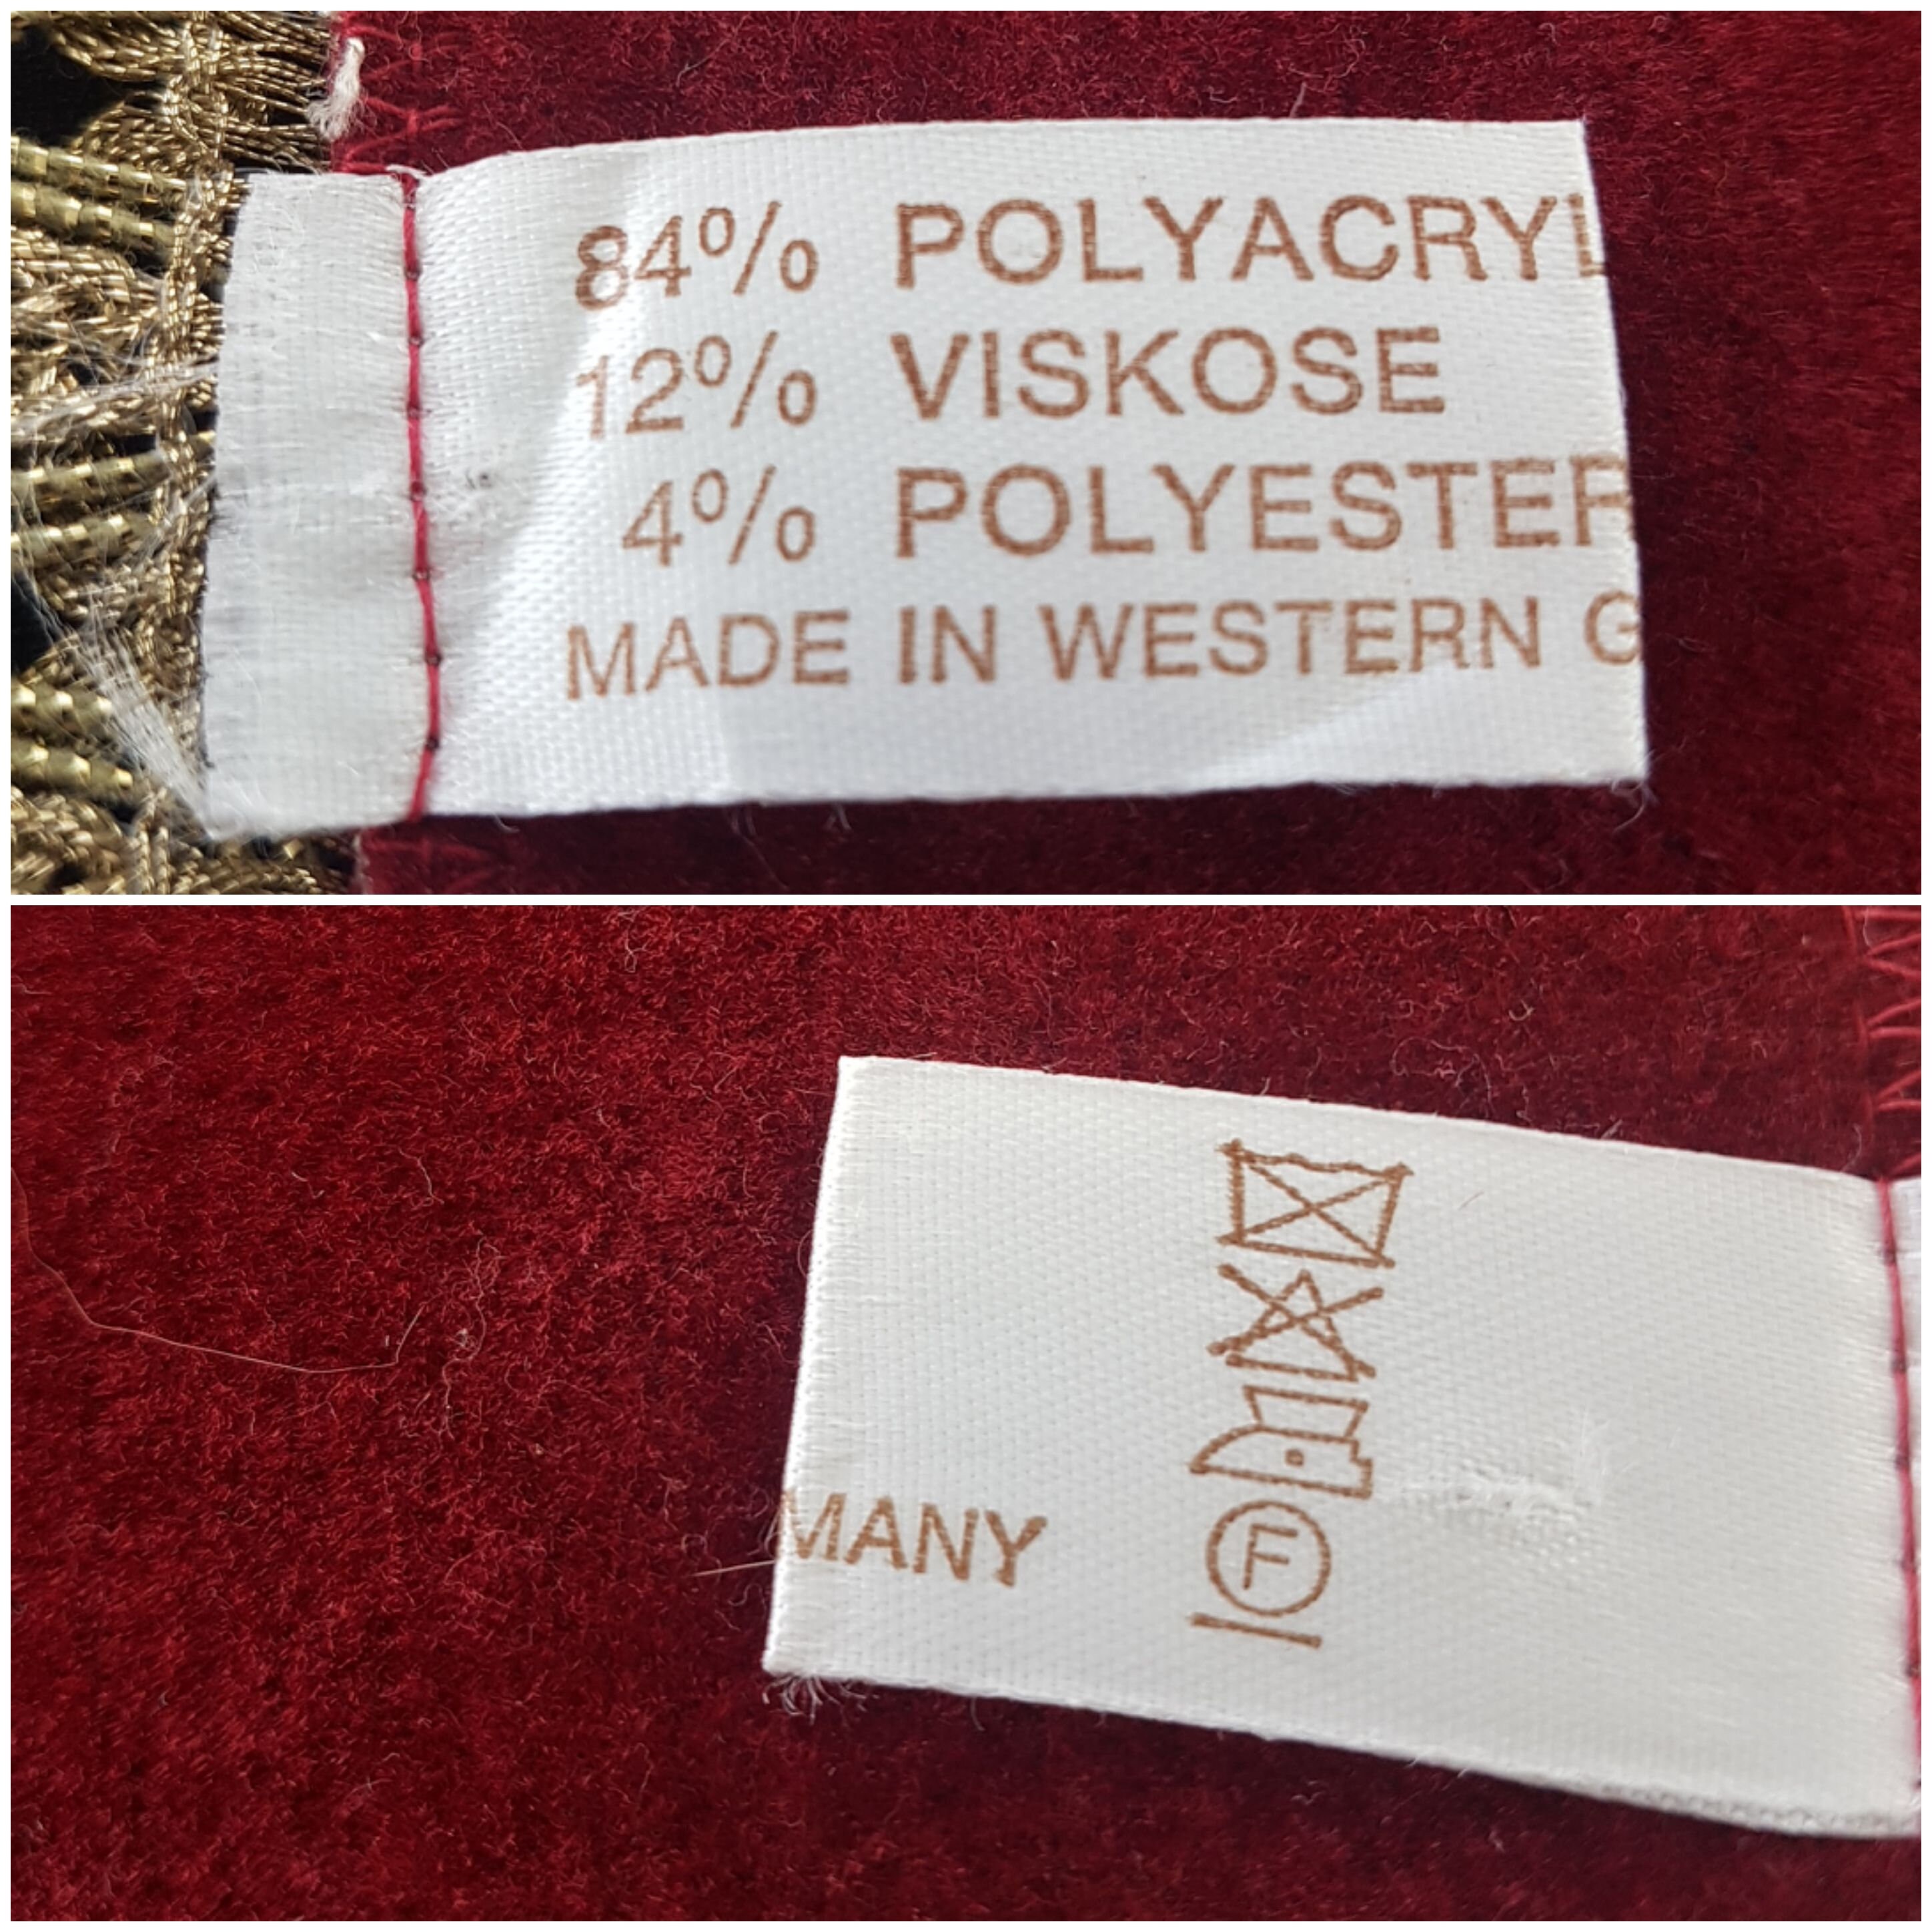 84% POLYACRYL
12% VISKOSE
4% POLYESTER
MADE IN WESTERN G
MANY
F